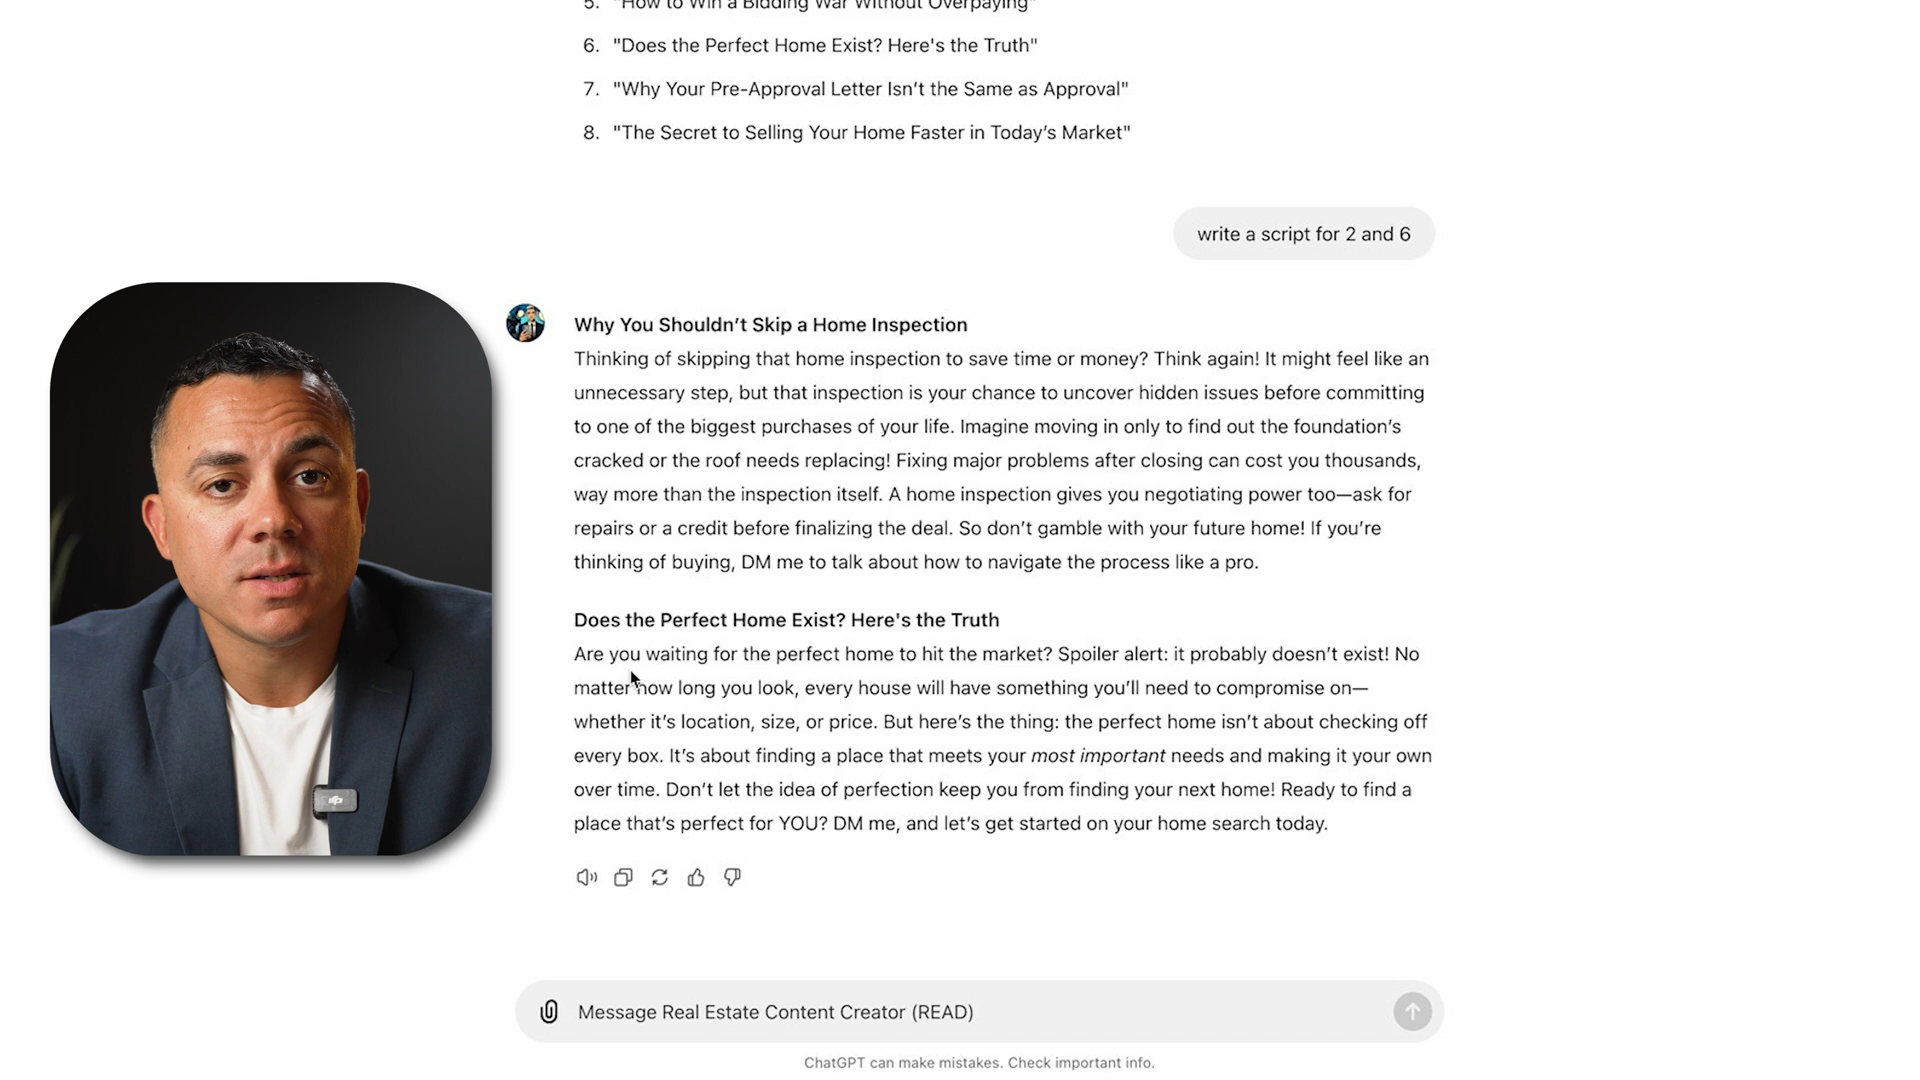 5. "How to Win a Bidding War Without Overpaying"
6. "Does the Perfect Home Exist? Here's the Truth"
7. "Why Your Pre-Approval Letter Isn’t the Same as Approval"
8. "The Secret to Selling Your Home Faster in Today’s Market"
write a script for 2 and 6
Why You Shouldn’t Skip a Home Inspection
Thinking of skipping that home inspection to save time or money? Think again! It might feel like an
unnecessary step, but that inspection is your chance to uncover hidden issues before committing
to one of the biggest purchases of your life. Imagine moving in only to find out the foundation’s
cracked or the roof needs replacing! Fixing major problems after closing can cost you thousands,
way more than the inspection itself. A home inspection gives you negotiating power too—ask for
repairs or a credit before finalizing the deal. So don’t gamble with your future home! If you’re
thinking of buying, DM me to talk about how to navigate the process like a pro.
Does the Perfect Home Exist? Here's the Truth
Are you waiting for the perfect home to hit the market? Spoiler alert: it probably doesn’t exist! No
matter how long you look, every house will have something you’ll need to compromise on—
whether it’s location, size, or price. But here’s the thing: the perfect home isn’t about checking off
every box. It’s about finding a place that meets your most important needs and making it your own
over time. Don’t let the idea of perfection keep you from finding your next home! Ready to find a
place that’s perfect for YOU? DM me, and let’s get started on your home search today.
Message Real Estate Content Creator (READ)
ChatGPT can make mistakes. Check important info.